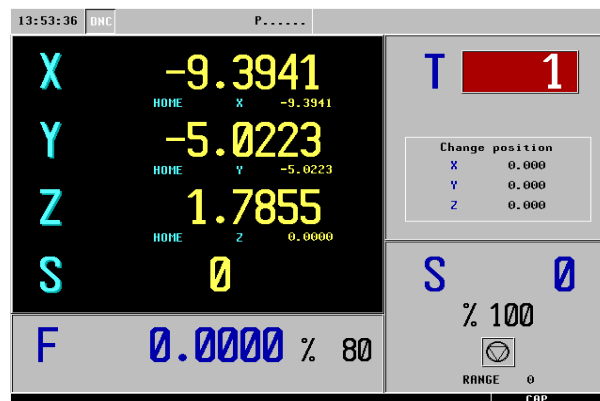 13:53:36 DNC P......
X -9.3941
HOME X -9.3941
Y -5.0223
HOME Y -5.0223
Z 1.7855
HOME Z 0.0000
S 0
F 0.0000 % 80
T 1
Change position
X 0.000
Y 0.000
Z 0.000
S 0
% 100
RANGE 0
CAP